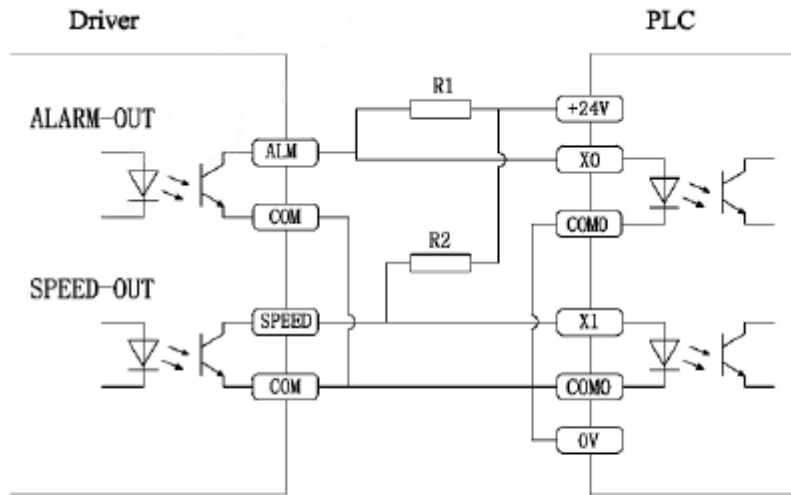 Driver
PLC
R1
+24V
ALARM-OUT
ALM
X0
COM
COM0
R2
SPEED-OUT
SPEED
X1
COM
COM0
0V